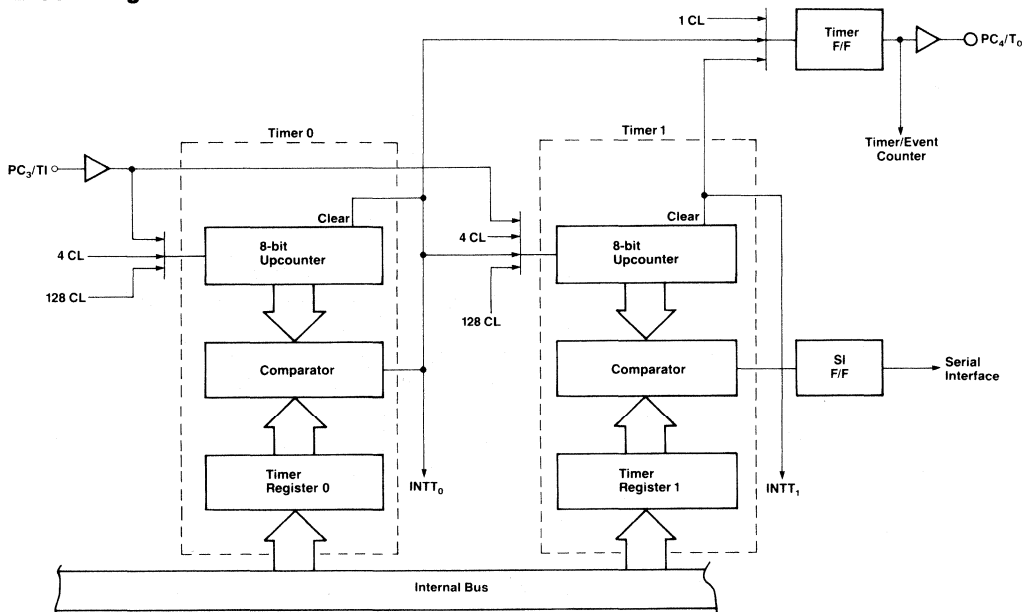 1 CL
Timer
F/F
PC4/T0
Timer/Event
Counter
Timer 0
Timer 1
PC3/TI
Clear
4 CL
128 CL
8-bit
Upcounter
Clear
4 CL
128 CL
8-bit
Upcounter
Comparator
Comparator
SI
F/F
Serial
Interface
Timer
Register 0
INTT0
Timer
Register 1
INTT1
Internal Bus